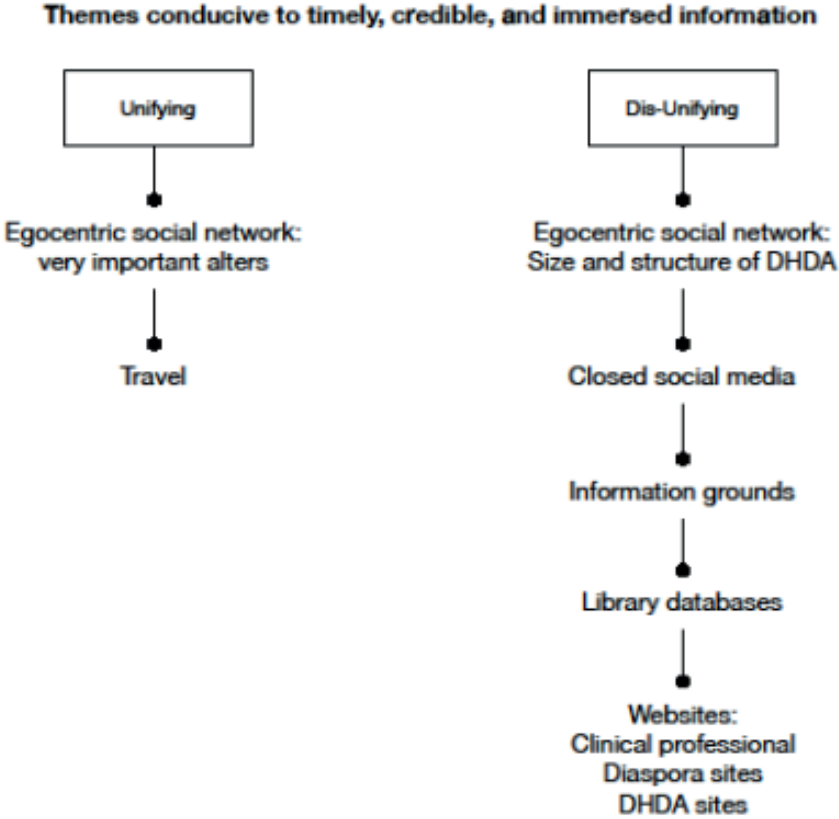 Themes conducive to timely, credible, and immersed information
Unifying
Egocentric social network:
very important alters
Travel
Dis-Unifying
Egocentric social network:
Size and structure of DHDA
Closed social media
Information grounds
Library databases
Websites:
Clinical professional
Diaspora sites
DHDA sites